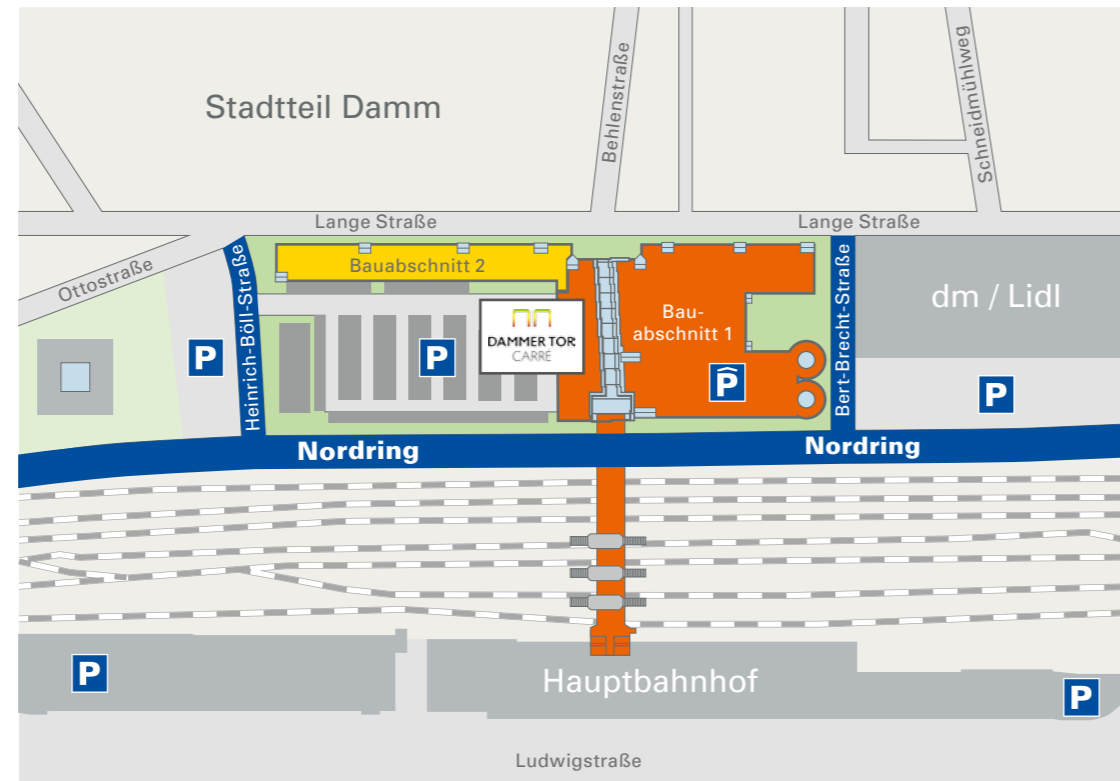 Stadtteil Damm
Behlenstraße
Schneidmühlweg
Lange Straße
Lange Straße
Ottostraße
Heinrich-Böll-Straße
Bauabschnitt 2
DAMMER TOR
CARRÉ
Bau-
abschnitt 1
Bert-Brecht-Straße
dm / Lidl
P
P
P
P
Nordring
Nordring
P
Hauptbahnhof
P
Ludwigstraße